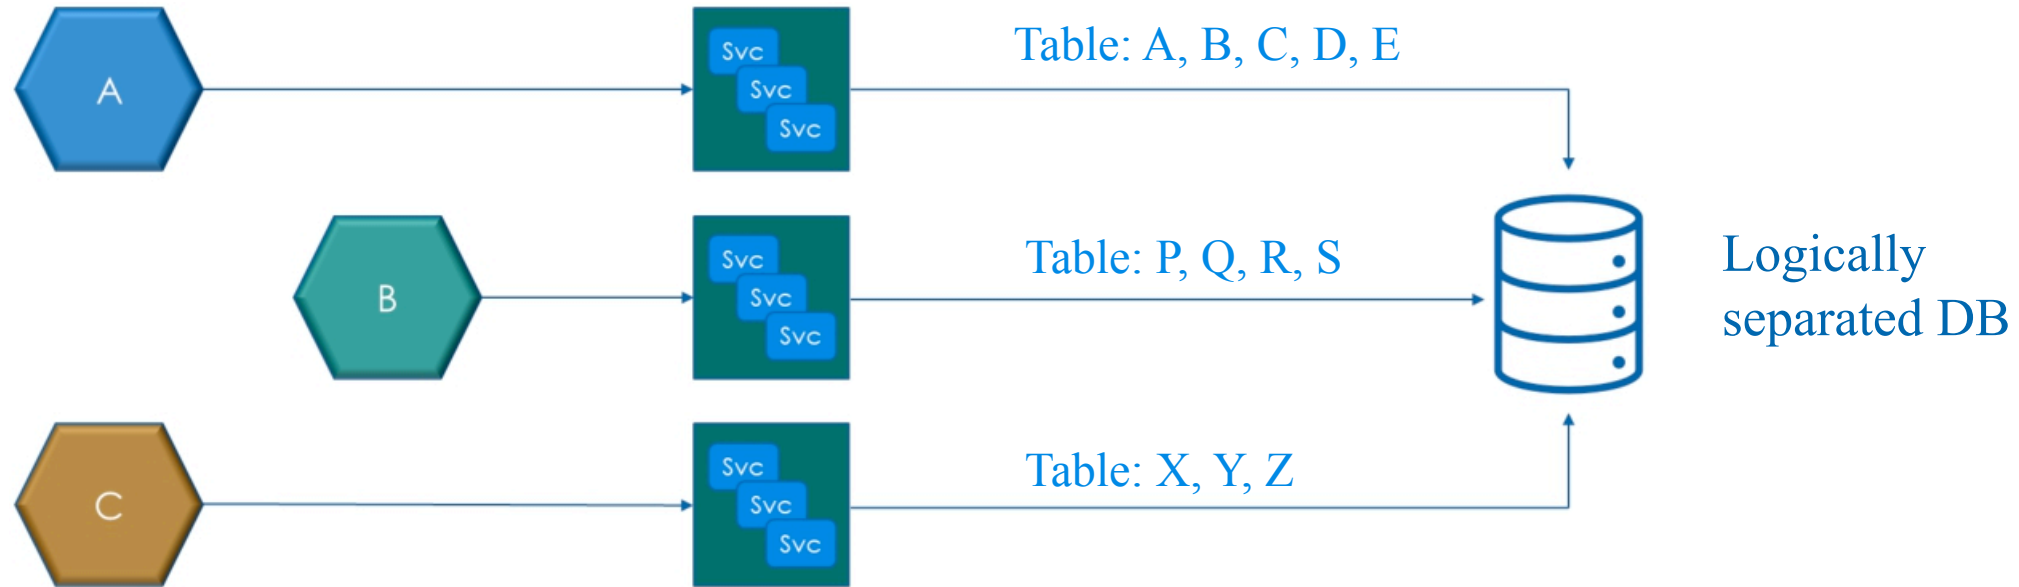 A
Svc
Svc
Svc
Table: A, B, C, D, E
B
Svc
Svc
Svc
Table: P, Q, R, S
Logically
separated DB
C
Svc
Svc
Svc
Table: X, Y, Z